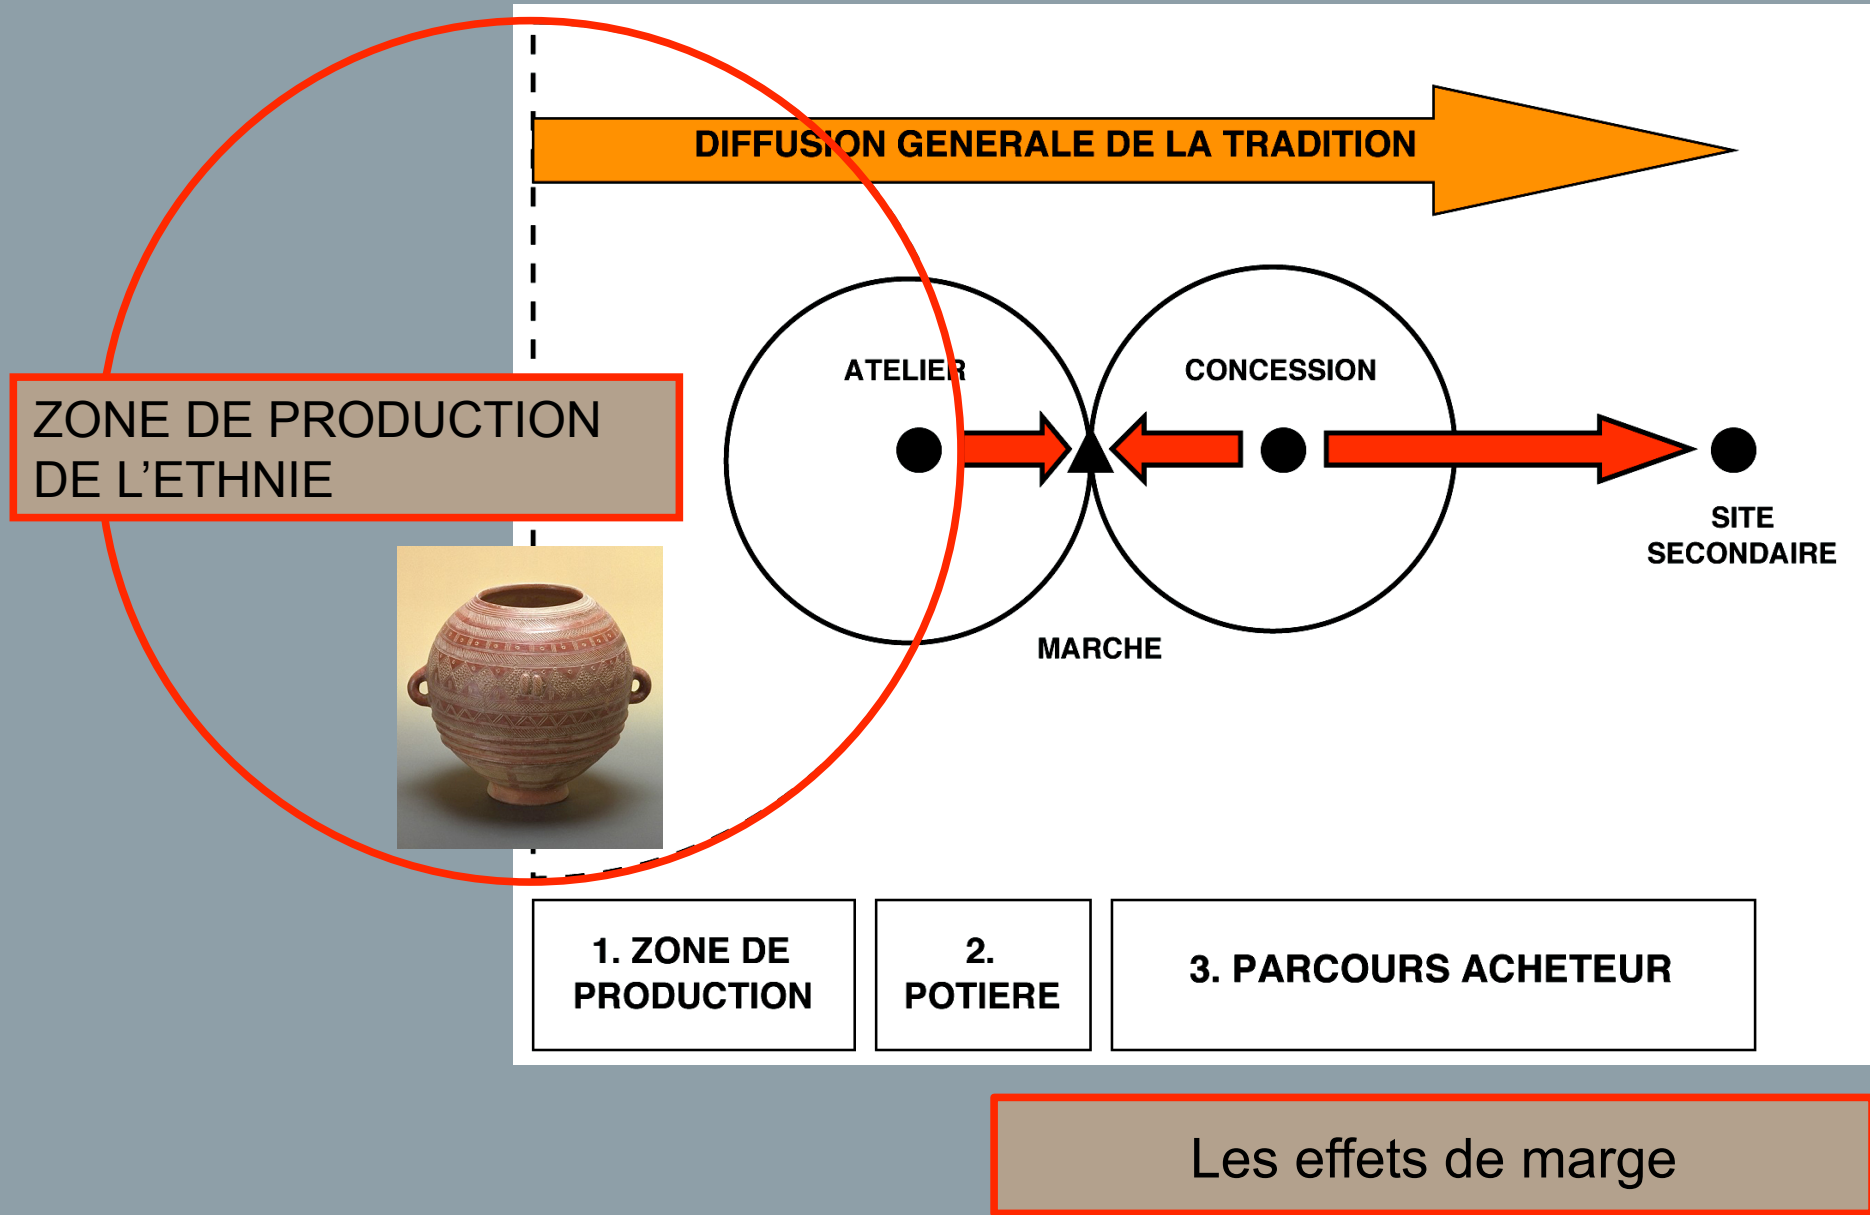 DIFFUSION GENERALE DE LA TRADITION
ATELIER
CONCESSION
ZONE DE PRODUCTION
DE L’ETHNIE
SITE
SECONDAIRE
MARCHE
1. ZONE DE
PRODUCTION
2.
POTIERE
3. PARCOURS ACHETEUR
Les effets de marge